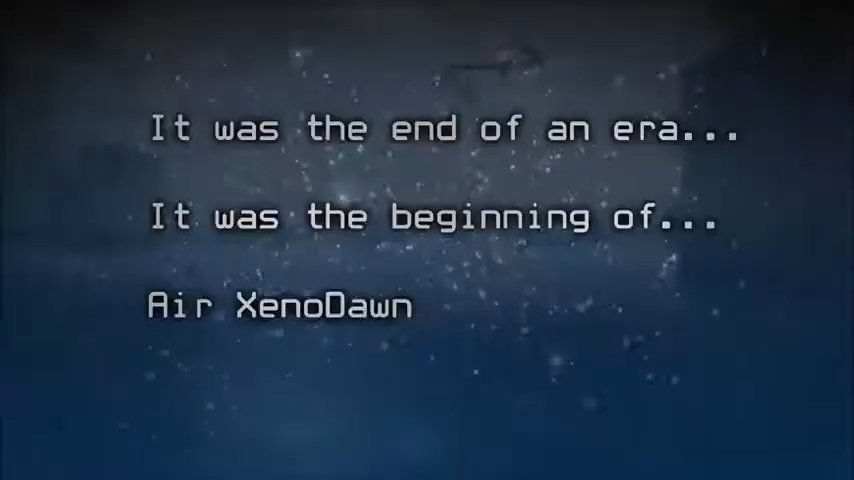 It was the end of an era...
It was the beginning of...
Air XenoDawn